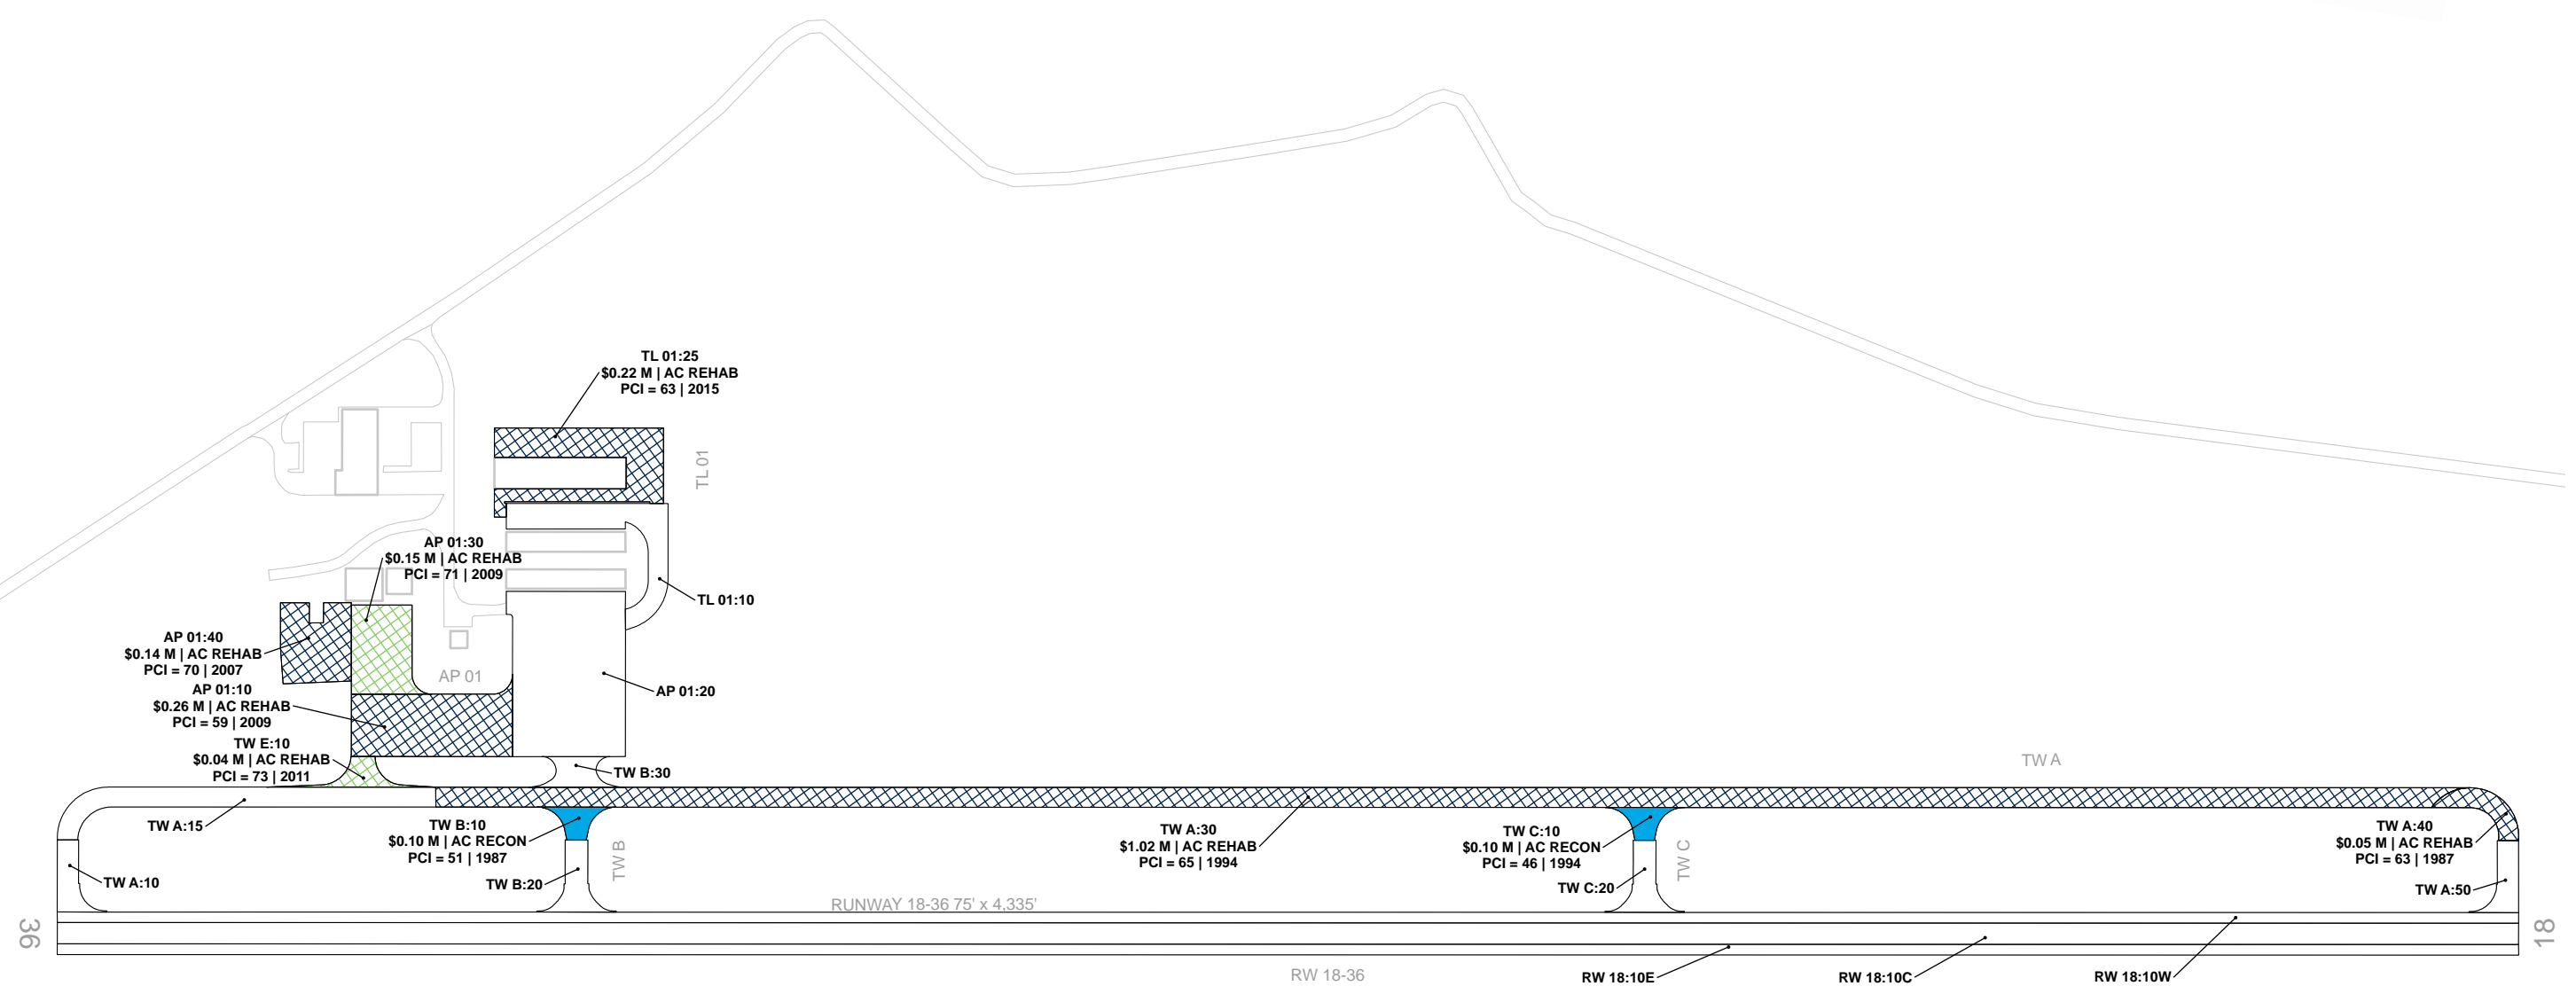 TL 01:25
$0.22 M | AC REHAB
PCI = 63 | 2015
TL 01
AP 01:30
$0.15 M | AC REHAB
PCI = 71 | 2009
TL 01:10
AP 01:40
$0.14 M | AC REHAB
PCI = 70 | 2007
AP 01
AP 01:10
$0.26 M | AC REHAB
PCI = 59 | 2009
AP 01:20
TW E:10
$0.04 M | AC REHAB
PCI = 73 | 2011
TW B:30
TW A
TW A:15
TW B:10
$0.10 M | AC RECON
PCI = 51 | 1987
TW B
TW A:30
$1.02 M | AC REHAB
PCI = 65 | 1994
TW C:10
$0.10 M | AC RECON
PCI = 46 | 1994
TW C
TW A:40
$0.05 M | AC REHAB
PCI = 63 | 1987
TW A:10
TW B:20
TW C:20
TW A:50
RUNWAY 18-36 75' x 4,335'
36
18
RW 18-36
RW 18:10E
RW 18:10C
RW 18:10W